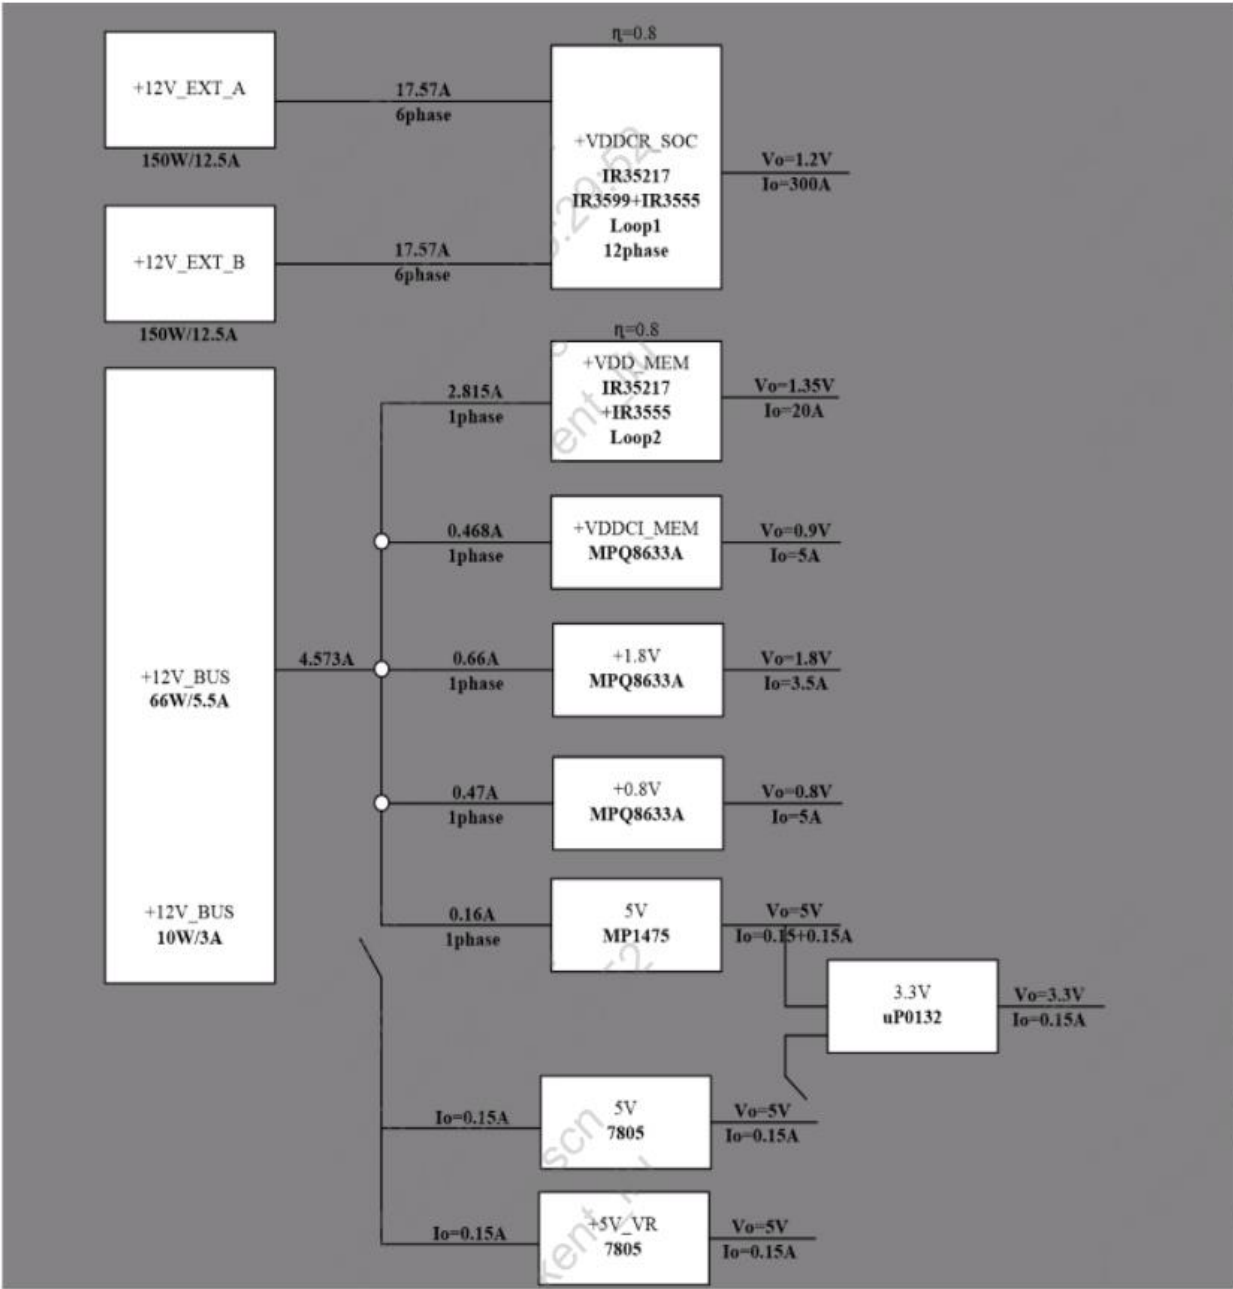 η=0.8
+12V_EXT_A
150W/12.5A
17.57A
6phase
+VDDCR_SOC
IR35217
IR3599+IR3555
Loop1
12phase
Vo=1.2V
Io=300A
+12V_EXT_B
150W/12.5A
17.57A
6phase
η=0.8
+VDD_MEM
IR35217
+IR3555
Loop2
2.815A
1phase
Vo=1.35V
Io=20A
0.468A
1phase
+VDDCI_MEM
MPQ8633A
Vo=0.9V
Io=5A
+12V_BUS
66W/5.5A
4.573A
0.66A
1phase
+1.8V
MPQ8633A
Vo=1.8V
Io=3.5A
0.47A
1phase
+0.8V
MPQ8633A
Vo=0.8V
Io=5A
+12V_BUS
10W/3A
0.16A
1phase
5V
MP1475
Vo=5V
Io=0.15+0.15A
3.3V
uP0132
Vo=3.3V
Io=0.15A
Io=0.15A
5V
7805
Vo=5V
Io=0.15A
Io=0.15A
+5V_VR
7805
Vo=5V
Io=0.15A